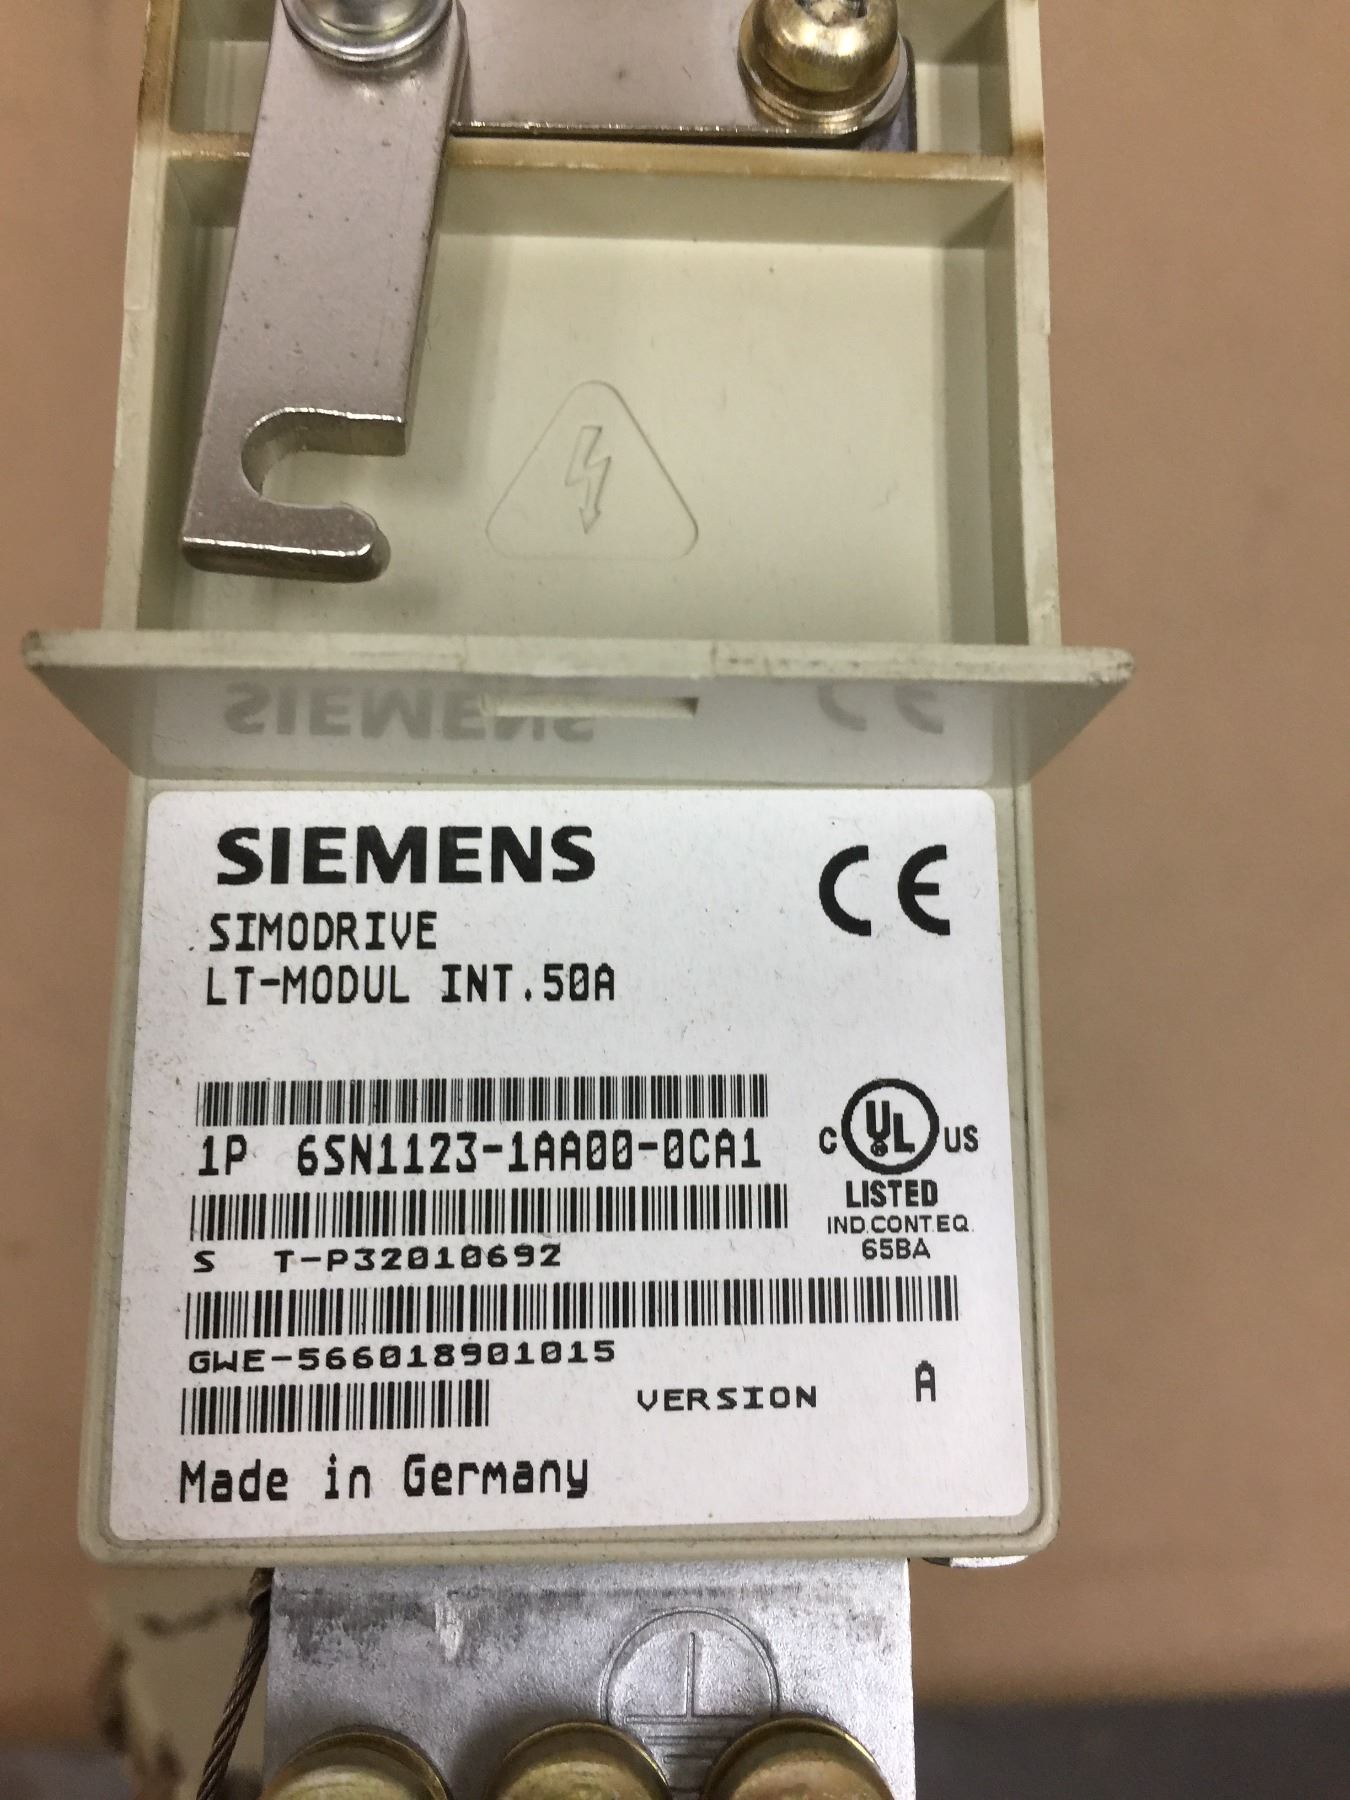 SIEMENS
CE
SIEMENS
CE
SIMODRIVE
LT-MODUL INT.50A
1P 6SN1123-1AA00-0CA1
C UL US
LISTED
IND.CONT.EQ.
65BA
S T-P32010692
GWE-566018901015
VERSION A
Made in Germany